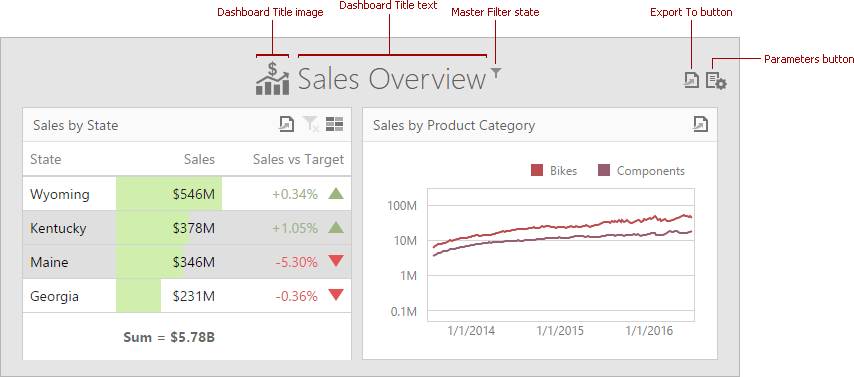 Dashboard Title image
Dashboard Title text
Master Filter state
Export To button
Parameters button
Sales Overview
Sales by State
State Sales Sales vs Target
Wyoming $546M +0.34%
Kentucky $378M +1.05%
Maine $346M -5.30%
Georgia $231M -0.36%
Sum = $5.78B
Sales by Product Category
Bikes Components
100M
10M
1M
0.1M
1/1/2014 1/1/2015 1/1/2016